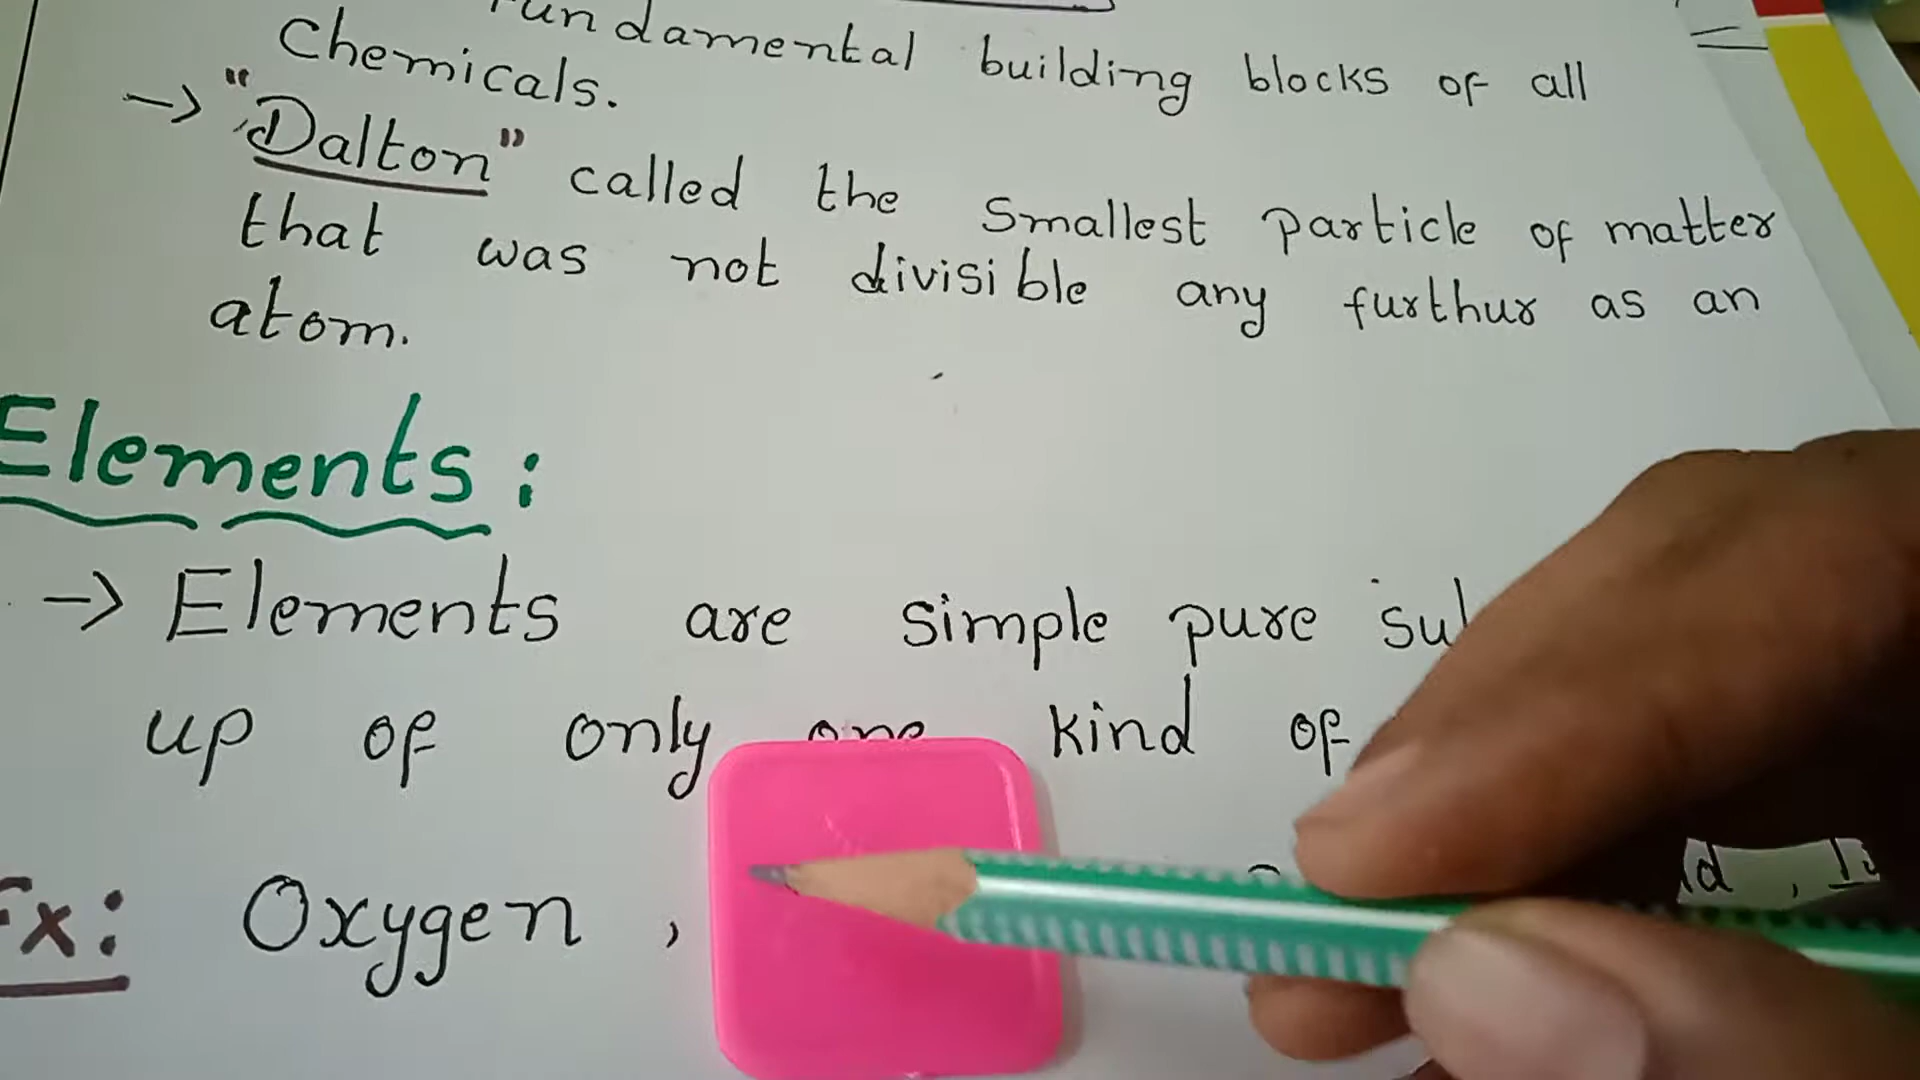 fundamental building blocks of all
chemicals.
→ "Dalton" called the smallest particle of matter
that was not divisible any furthur as an
atom.
Elements:
→ Elements are simple pure
up of only one kind of
Ex: Oxygen ,